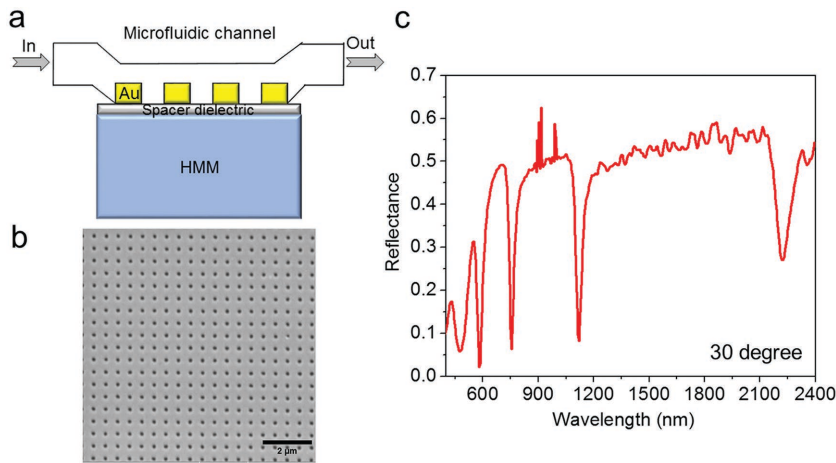 a
Microfluidic channel
In
Out
Au
Spacer dielectric
HMM
b
2 µm
c
0.7
0.6
0.5
0.4
0.3
0.2
0.1
0.0
Reflectance
30 degree
600 900 1200 1500 1800 2100 2400
Wavelength (nm)